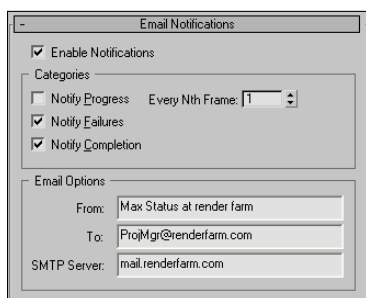 - Email Notifications
Enable Notifications
Categories
Notify Progress Every Nth Frame: 1
Notify Failures
Notify Completion
Email Options
From: Max Status at render farm
To: ProjMgr@renderfarm.com
SMTP Server: mail.renderfarm.com